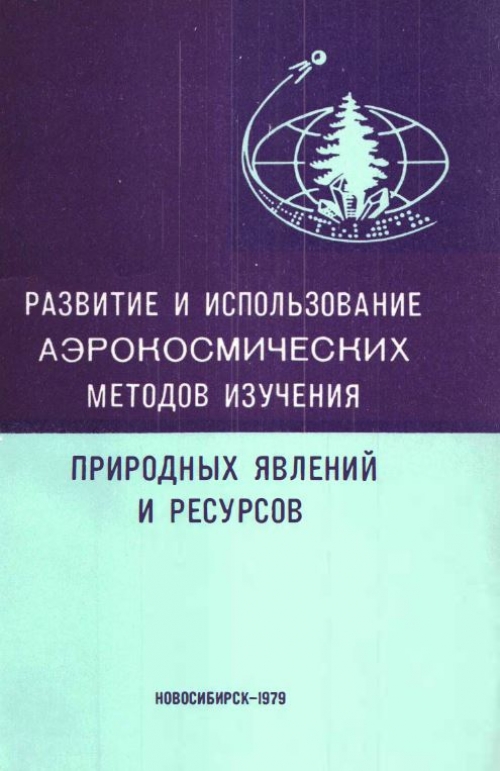 РАЗВИТИЕ И ИСПОЛЬЗОВАНИЕ
АЭРОКОСМИЧЕСКИХ
МЕТОДОВ ИЗУЧЕНИЯ
ПРИРОДНЫХ ЯВЛЕНИЙ
И РЕСУРСОВ
НОВОСИБИРСК–1979